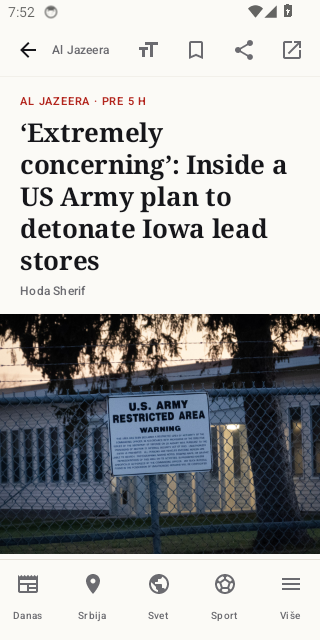 7:52
Al Jazeera
AL JAZEERA · PRE 5 H
‘Extremely
concerning’: Inside a
US Army plan to
detonate Iowa lead
stores
Hoda Sherif
U.S. ARMY
RESTRICTED AREA
WARNING
Danas
Srbija
Svet
Sport
Više